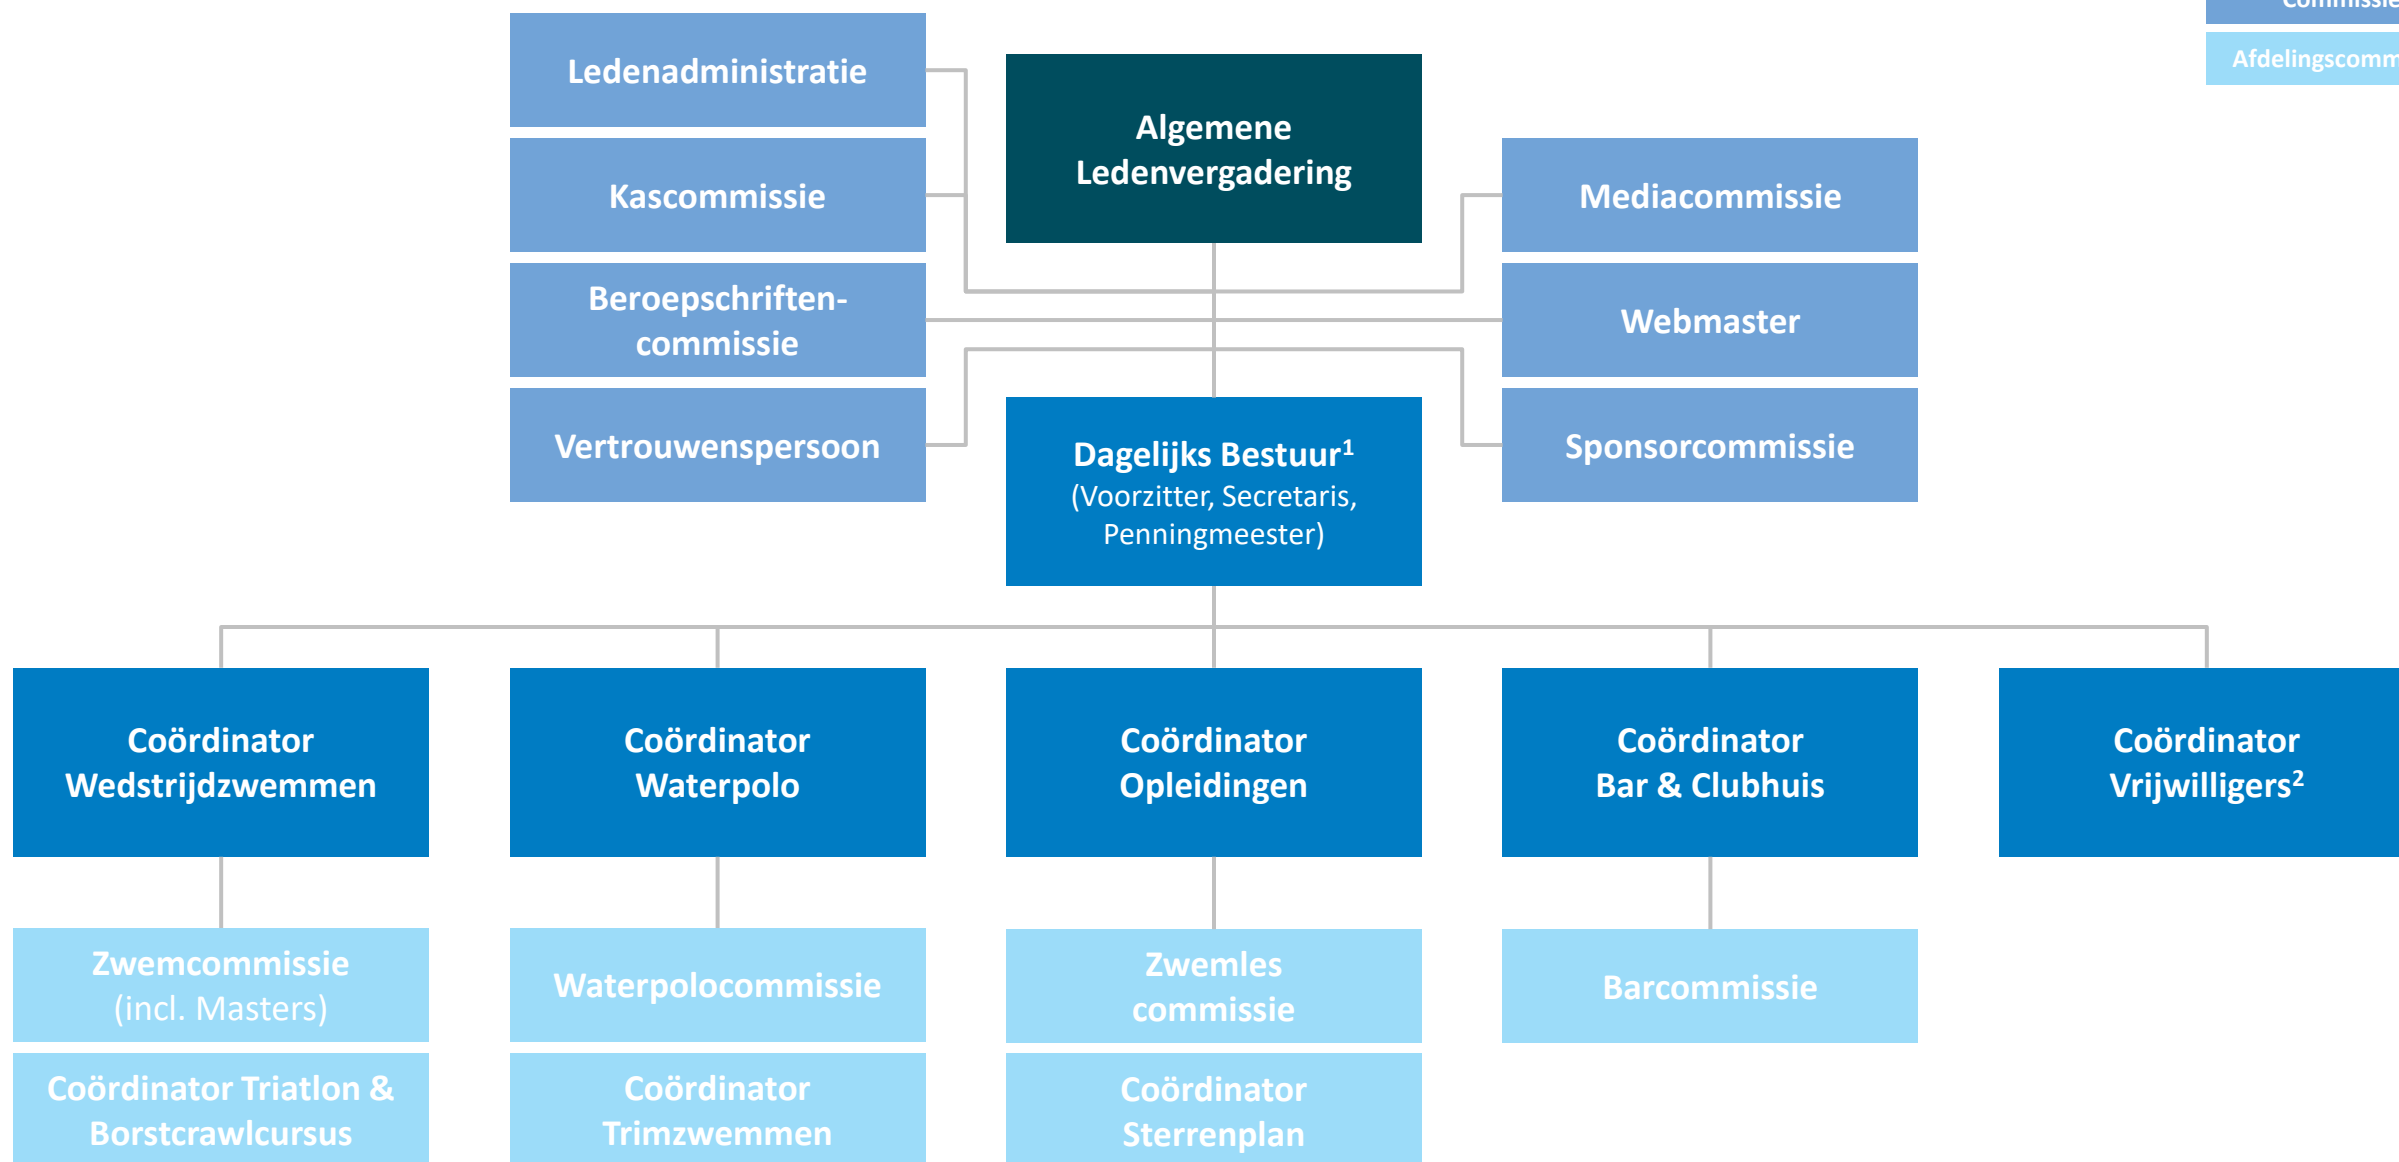 Commissie
Afdelingscomm
Ledenadministratie
Algemene
Ledenvergadering
Kascommissie
Mediacommissie
Beroepschriften-
commissie
Webmaster
Vertrouwenspersoon
Dagelijks Bestuur¹
(Voorzitter, Secretaris,
Penningmeester)
Sponsorcommissie
Coördinator
Wedstrijdzwemmen
Coördinator
Waterpolo
Coördinator
Opleidingen
Coördinator
Bar & Clubhuis
Coördinator
Vrijwilligers²
Zwemcommissie
(incl. Masters)
Waterpolocommissie
Zwemles
commissie
Barcommissie
Coördinator Triatlon &
Borstcrawlcursus
Coördinator
Trimzwemmen
Coördinator
Sterrenplan